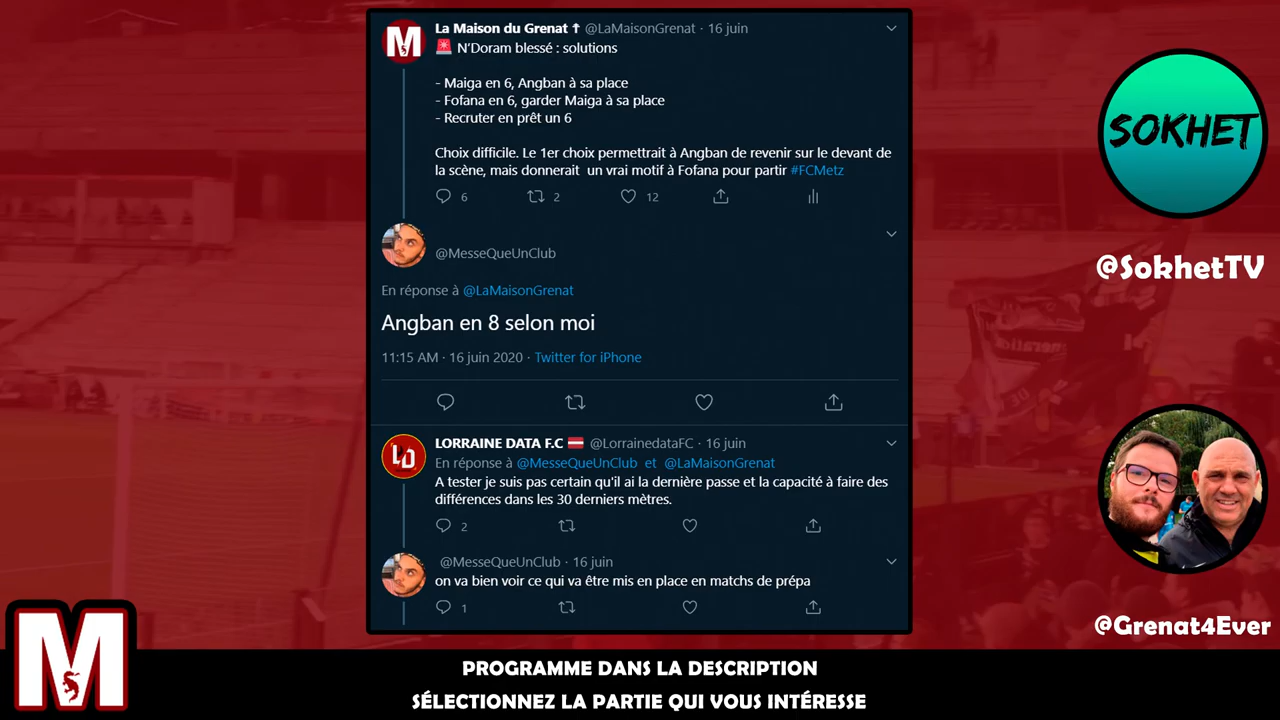 La Maison du Grenat ✝ @LaMaisonGrenat · 16 juin
🚨 N'Doram blessé : solutions
- Maiga en 6, Angban à sa place
- Fofana en 6, garder Maiga à sa place
- Recruter en prêt un 6
Choix difficile. Le 1er choix permettrait à Angban de revenir sur le devant de
la scène, mais donnerait un vrai motif à Fofana pour partir #FCMetz
6 2 12
@MesseQueUnClub
En réponse à @LaMaisonGrenat
Angban en 8 selon moi
11:15 AM · 16 juin 2020 · Twitter for iPhone
LORRAINE DATA F.C @LorrainedataFC · 16 juin
En réponse à @MesseQueUnClub et @LaMaisonGrenat
A tester je suis pas certain qu'il ai la dernière passe et la capacité à faire des
différences dans les 30 derniers mètres.
2
@MesseQueUnClub · 16 juin
on va bien voir ce qui va être mis en place en matchs de prépa
1
SOKHET
@SokhetTV
@Grenat4Ever
M
PROGRAMME DANS LA DESCRIPTION
SÉLECTIONNEZ LA PARTIE QUI VOUS INTÉRESSE